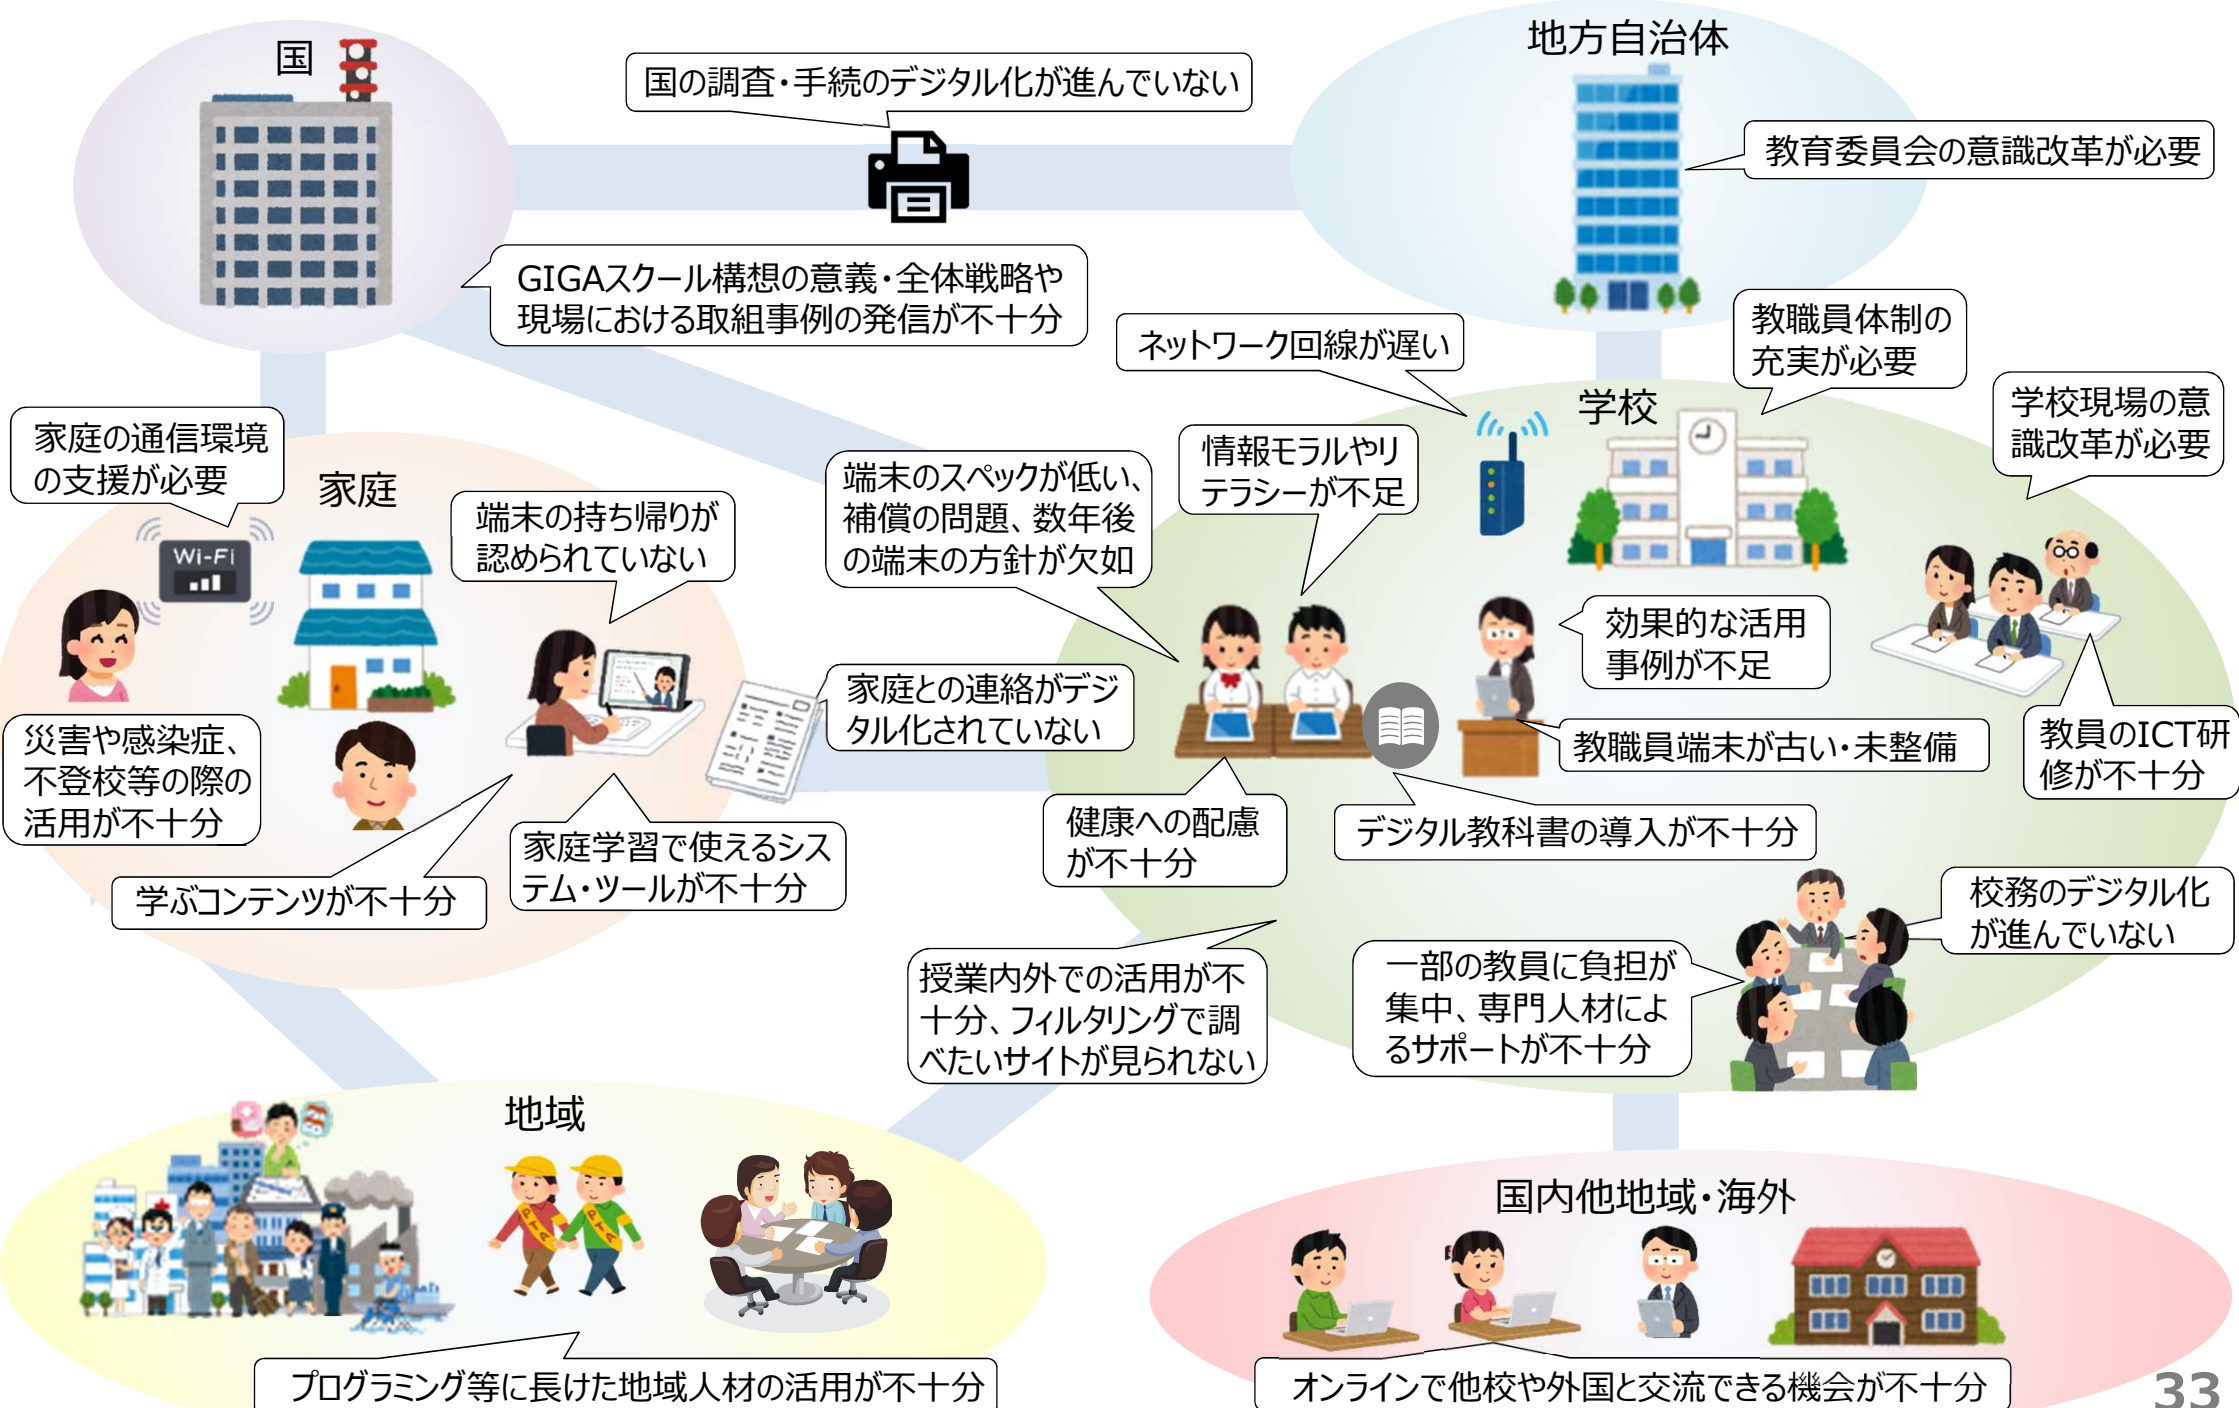 国
地方自治体
国の調査・手続のデジタル化が進んでいない
教育委員会の意識改革が必要
GIGAスクール構想の意義・全体戦略や
現場における取組事例の発信が不十分
ネットワーク回線が遅い
教職員体制の
充実が必要
学校
学校現場の意
識改革が必要
家庭の通信環境
の支援が必要
家庭
Wi-Fi
端末の持ち帰りが
認められていない
端末のスペックが低い、
補償の問題、数年後
の端末の方針が欠如
情報モラルやリ
テラシーが不足
効果的な活用
事例が不足
家庭との連絡がデジ
タル化されていない
災害や感染症、
不登校等の際の
活用が不十分
教職員端末が古い・未整備
教員のICT研
修が不十分
健康への配慮
が不十分
デジタル教科書の導入が不十分
家庭学習で使えるシス
テム・ツールが不十分
学ぶコンテンツが不十分
校務のデジタル化
が進んでいない
授業内外での活用が不
十分、フィルタリングで調
べたいサイトが見られない
一部の教員に負担が
集中、専門人材によ
るサポートが不十分
地域
PTA
PTA
国内他地域・海外
プログラミング等に長けた地域人材の活用が不十分
オンラインで他校や外国と交流できる機会が不十分
33